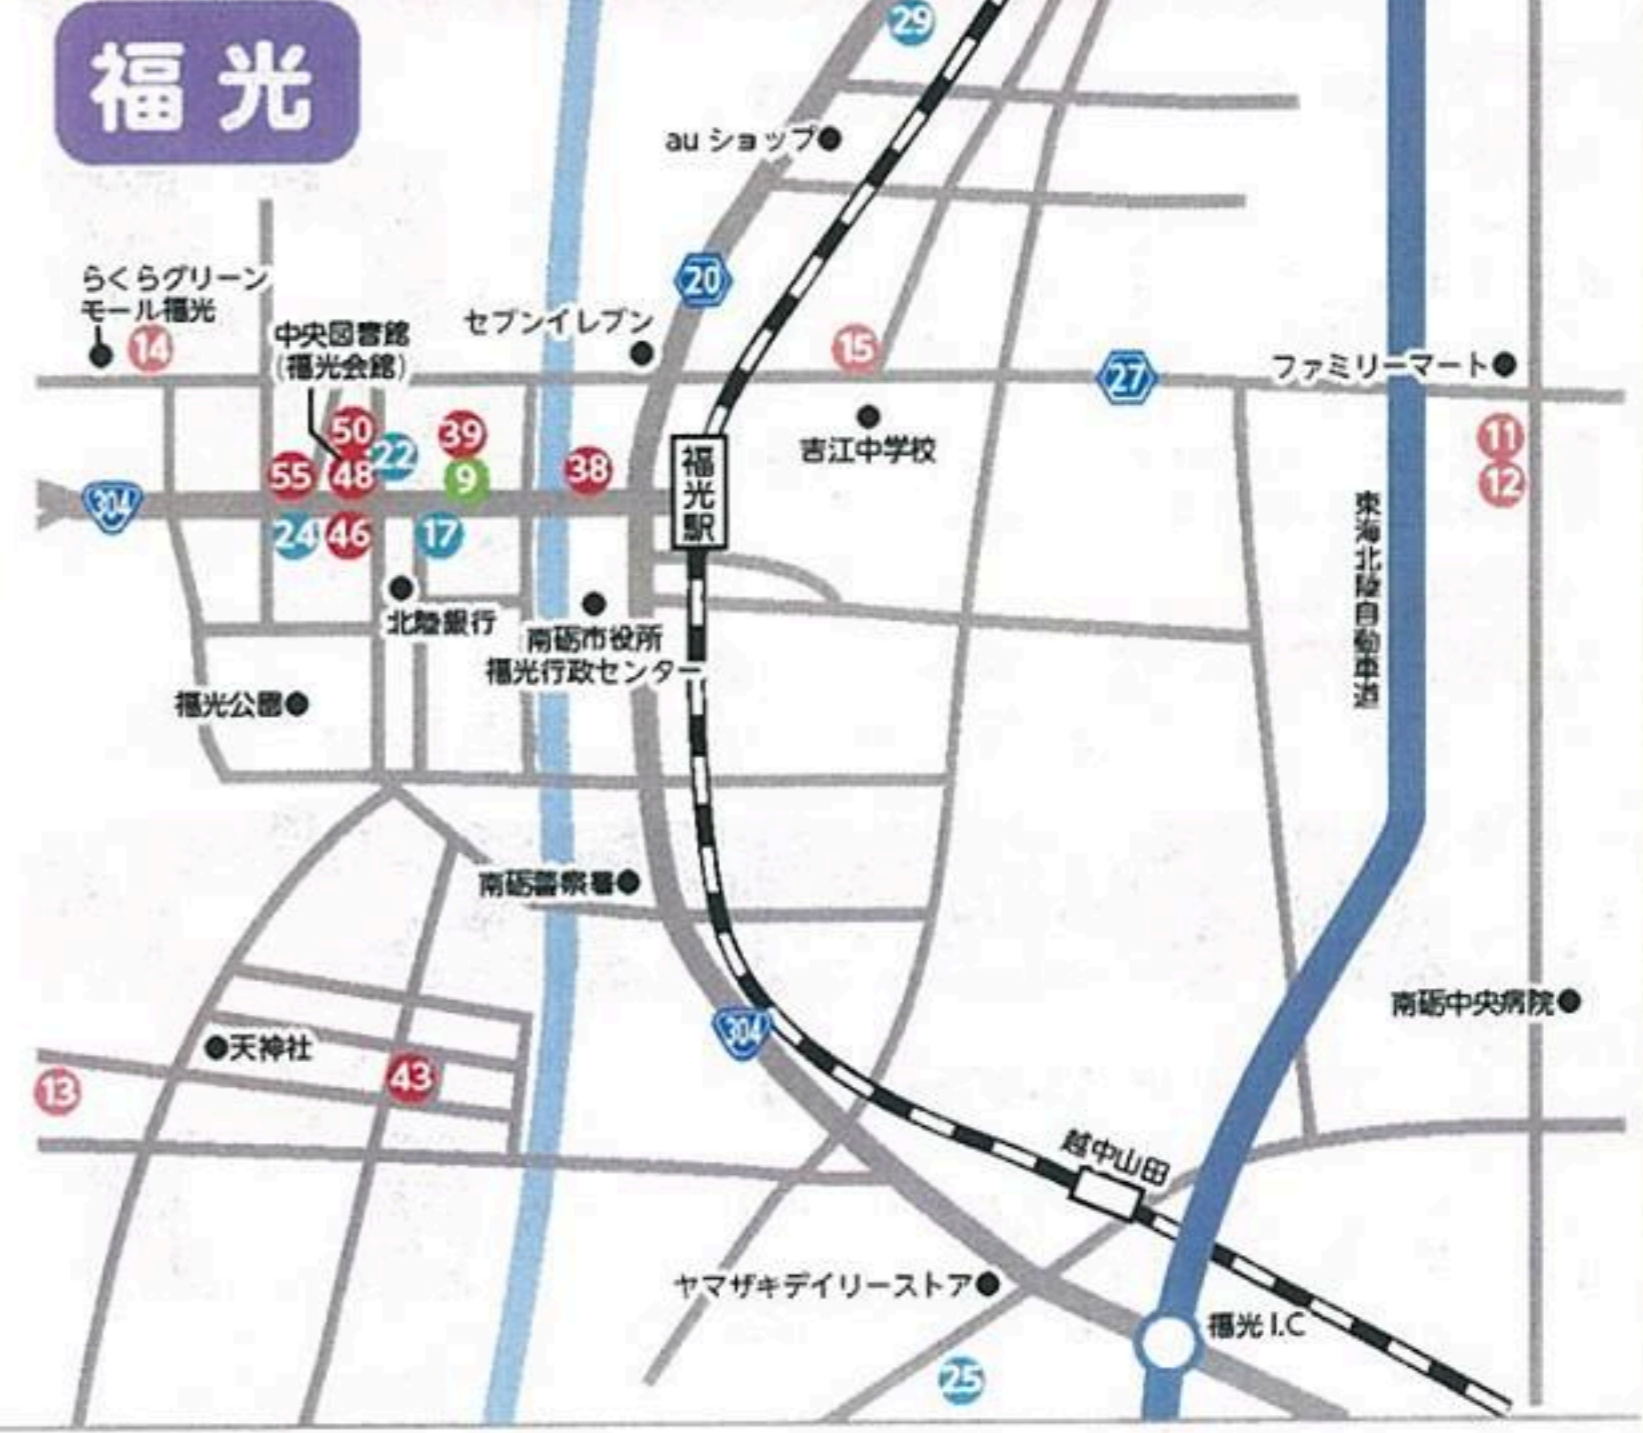 福光
29
auショップ
20
らくらグリーン
モール福光
14
中央図書館
(福光会館)
セブンイレブン
15
27
ファミリーマート
50
39
22
55
48
9
38
福光駅
吉江中学校
11
12
304
24
46
17
東海北陸自動車道
北陸銀行
南砺市役所
福光行政センター
福光公園
南砺警察署
南砺中央病院
304
天神社
43
13
越中山田
ヤマザキデイリーストア
福光I.C
25